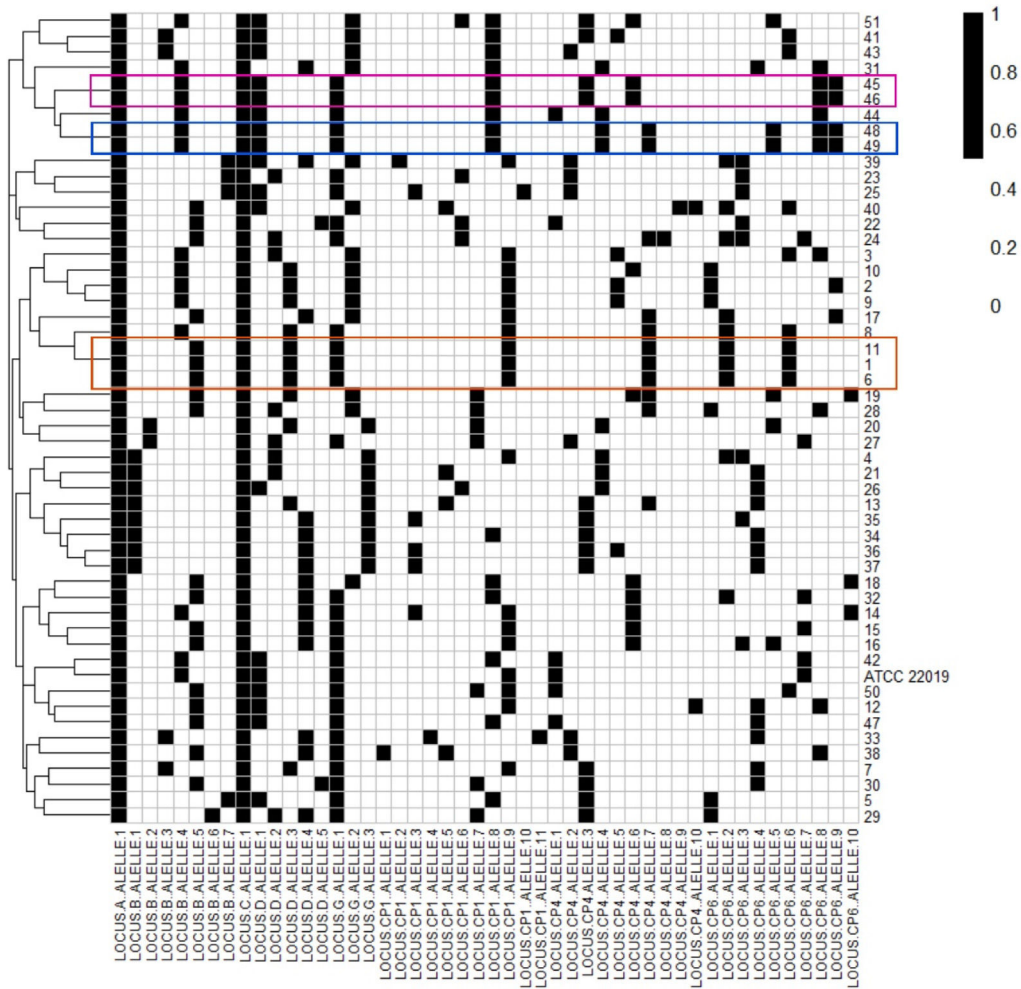 1
0.8
0.6
0.4
0.2
0
51
41
43
31
45
46
44
48
49
39
23
25
40
22
24
3
10
2
9
17
8
11
1
6
19
28
20
27
4
21
26
13
35
34
36
37
18
32
14
15
16
42
ATCC 22019
50
12
47
33
38
7
30
5
29
LOCUS.A..ALELLE.1
LOCUS.B..ALELLE.1
LOCUS.B..ALELLE.2
LOCUS.B..ALELLE.3
LOCUS.B..ALELLE.4
LOCUS.B..ALELLE.5
LOCUS.B..ALELLE.6
LOCUS.B..ALELLE.7
LOCUS.C..ALELLE.1
LOCUS.D..ALELLE.1
LOCUS.D..ALELLE.2
LOCUS.D..ALELLE.3
LOCUS.D..ALELLE.4
LOCUS.D..ALELLE.5
LOCUS.G..ALELLE.1
LOCUS.G..ALELLE.2
LOCUS.G..ALELLE.3
LOCUS.CP1..ALELLE.1
LOCUS.CP1..ALELLE.2
LOCUS.CP1..ALELLE.3
LOCUS.CP1..ALELLE.4
LOCUS.CP1..ALELLE.5
LOCUS.CP1..ALELLE.6
LOCUS.CP1..ALELLE.7
LOCUS.CP1..ALELLE.8
LOCUS.CP1..ALELLE.9
LOCUS.CP1..ALELLE.10
LOCUS.CP1..ALELLE.11
LOCUS.CP4..ALELLE.1
LOCUS.CP4..ALELLE.2
LOCUS.CP4..ALELLE.3
LOCUS.CP4..ALELLE.4
LOCUS.CP4..ALELLE.5
LOCUS.CP4..ALELLE.6
LOCUS.CP4..ALELLE.7
LOCUS.CP4..ALELLE.8
LOCUS.CP4..ALELLE.9
LOCUS.CP4..ALELLE.10
LOCUS.CP6..ALELLE.1
LOCUS.CP6..ALELLE.2
LOCUS.CP6..ALELLE.3
LOCUS.CP6..ALELLE.4
LOCUS.CP6..ALELLE.5
LOCUS.CP6..ALELLE.6
LOCUS.CP6..ALELLE.7
LOCUS.CP6..ALELLE.8
LOCUS.CP6..ALELLE.9
LOCUS.CP6..ALELLE.10